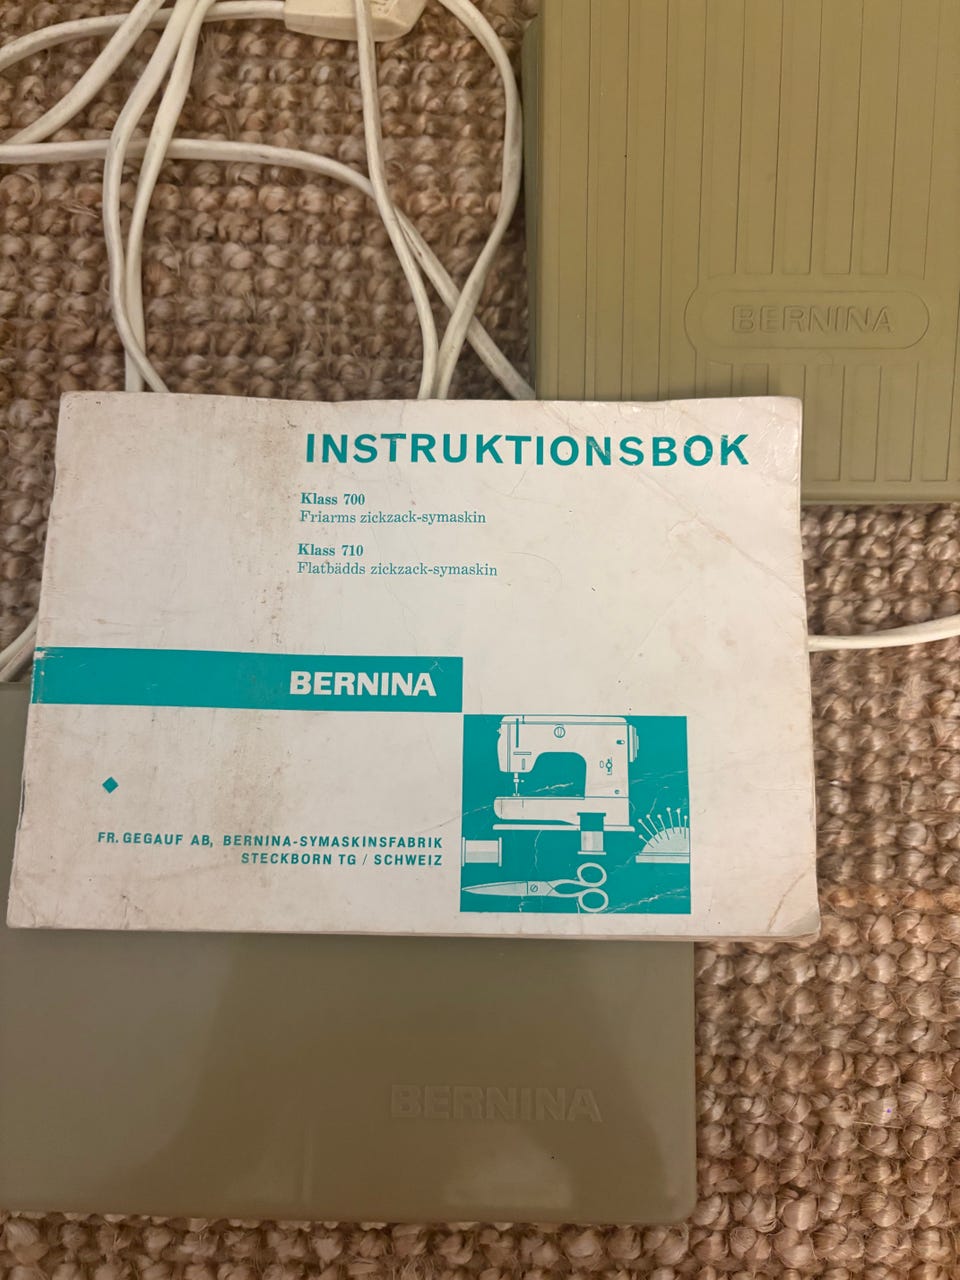 BERNINA
INSTRUKTIONSBOK
Klass 700
Friarms zickzack-symaskin
Klass 710
Flatbädds zickzack-symaskin
BERNINA
FR. GEGAUF AB, BERNINA-SYMASKINSFABRIK
STECKBORN TG / SCHWEIZ
BERNINA